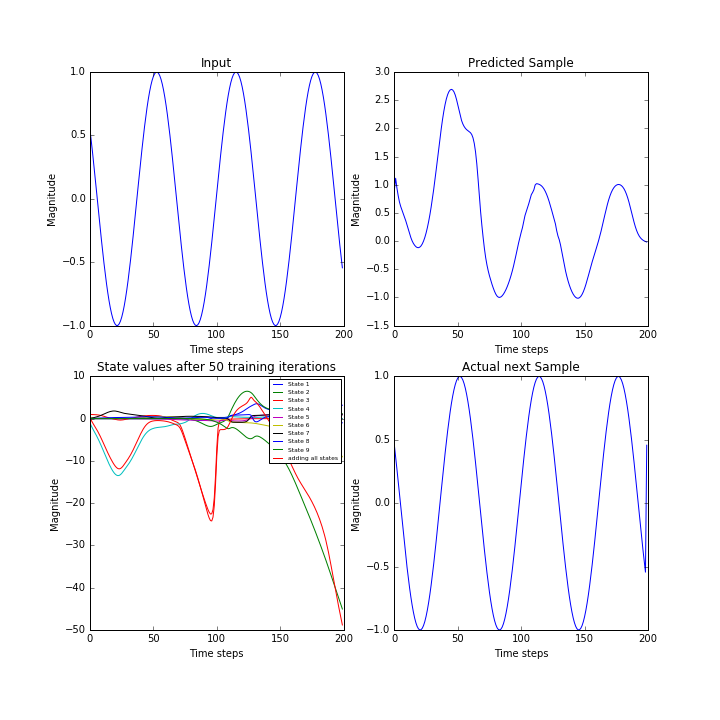 Input
Magnitude
1.0
0.5
0.0
−0.5
−1.0
0
50
100
150
200
Time steps
Predicted Sample
Magnitude
3.0
2.5
2.0
1.5
1.0
0.5
0.0
−0.5
−1.0
−1.5
0
50
100
150
200
Time steps
State values after 50 training iterations
Magnitude
10
0
−10
−20
−30
−40
−50
State 1
State 2
State 3
State 4
State 5
State 6
State 7
State 8
State 9
adding all states
0
50
100
150
200
Time steps
Actual next Sample
Magnitude
1.0
0.5
0.0
−0.5
−1.0
0
50
100
150
200
Time steps